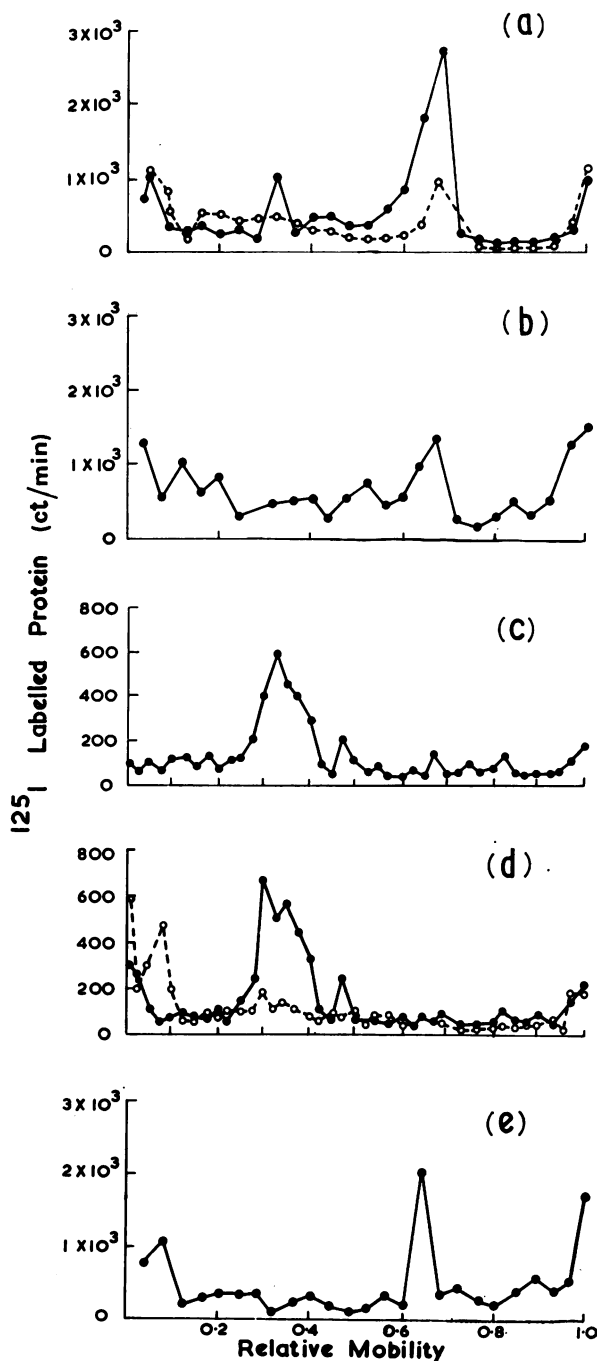 (a)
3×10³
2×10³
1×10³
0
(b)
3×10³
2×10³
1×10³
0
125I Labelled Protein (ct/min)
(c)
800
600
400
200
0
(d)
800
600
400
200
0
(e)
3×10³
2×10³
1×10³
0
0·2 0·4 0·6 0·8 1·0
Relative Mobility